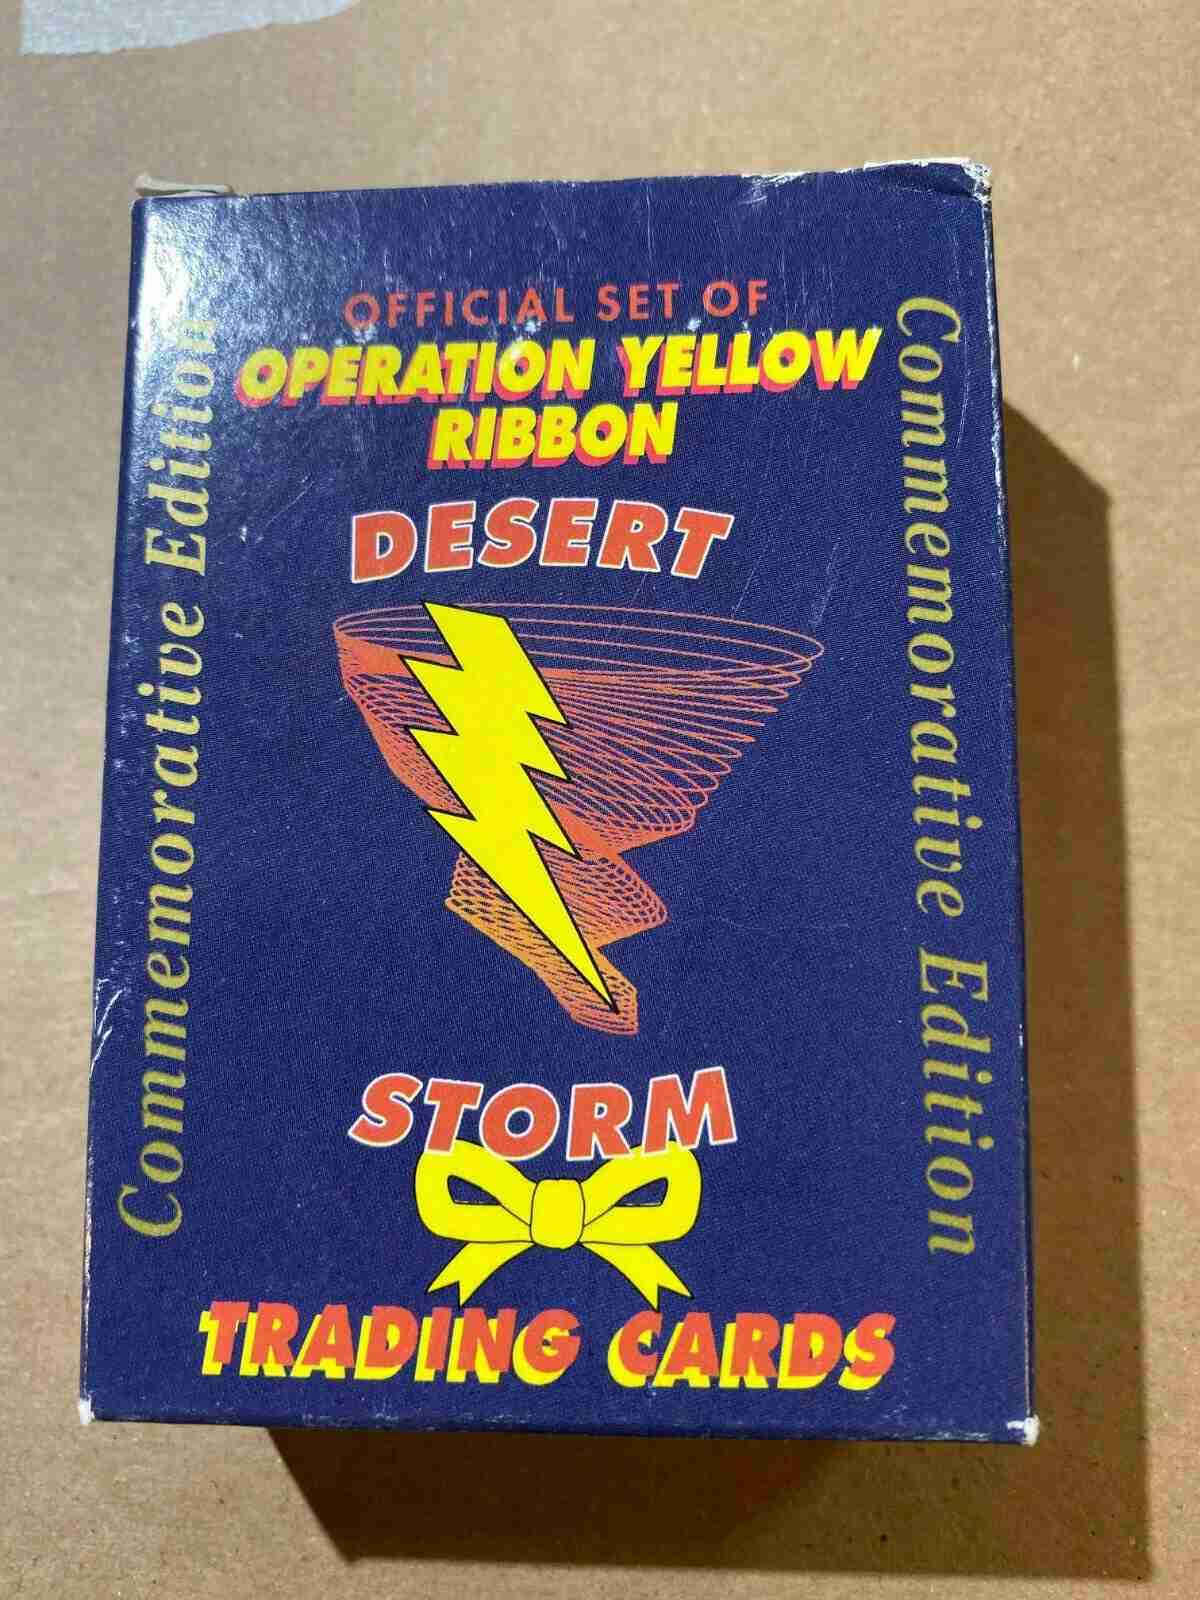 OFFICIAL SET OF
OPERATION YELLOW
RIBBON
DESERT
STORM
TRADING CARDS
Commemorative Edition
Commemorative Edition